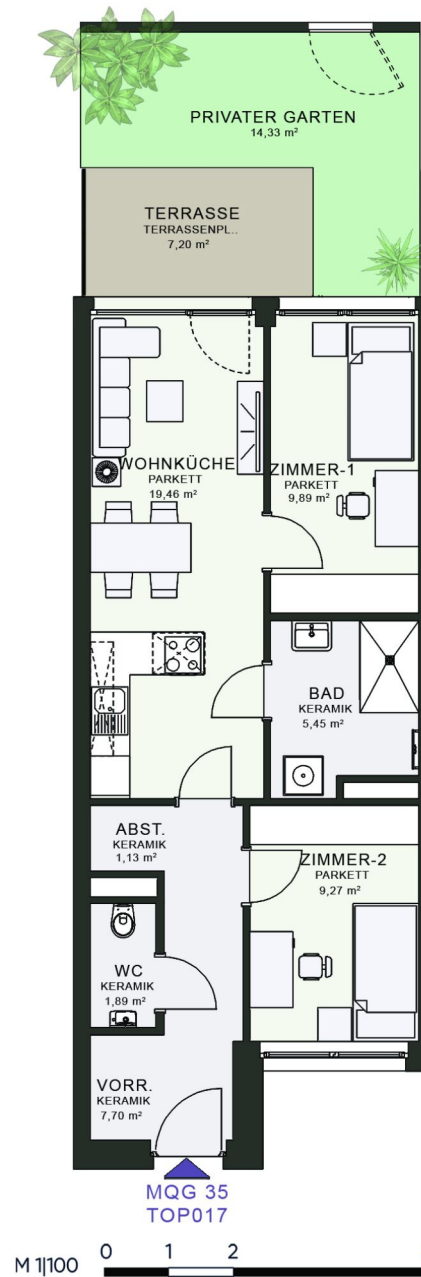 PRIVATER GARTEN
14,33 m²
TERRASSE
TERRASSENPL..
7,20 m²
WOHNKÜCHE
PARKETT
19,46 m²
ZIMMER-1
PARKETT
9,89 m²
BAD
KERAMIK
5,45 m²
ABST.
KERAMIK
1,13 m²
ZIMMER-2
PARKETT
9,27 m²
WC
KERAMIK
1,89 m²
VORR.
KERAMIK
7,70 m²
MQG 35
TOP017
M 1|100 0 1 2